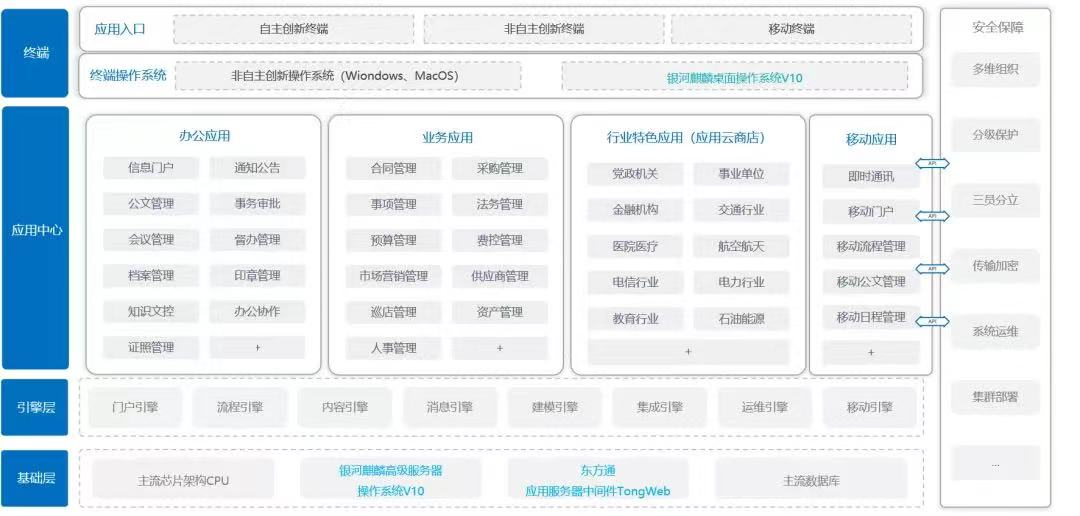 终端
应用入口
自主创新终端
非自主创新终端
移动终端
终端操作系统
非自主创新操作系统（Wiondows、MacOS）
银河麒麟桌面操作系统V10
应用中心
办公应用
信息门户 通知公告
公文管理 事务审批
会议管理 督办管理
档案管理 印章管理
知识文控 办公协作
证照管理 +
业务应用
合同管理 采购管理
事项管理 法务管理
预算管理 费控管理
市场营销管理 供应商管理
巡店管理 资产管理
人事管理 +
行业特色应用（应用云商店）
党政机关 事业单位
金融机构 交通行业
医院医疗 航空航天
电信行业 电力行业
教育行业 石油能源
+
移动应用
即时通讯
移动门户
移动流程管理
移动公文管理
移动日程管理
+
API
API
API
API
引擎层
门户引擎 流程引擎 内容引擎 消息引擎 建模引擎 集成引擎 运维引擎 移动引擎
基础层
主流芯片架构CPU
银河麒麟高级服务器
操作系统V10
东方通
应用服务器中间件TongWeb
主流数据库
安全保障
多维组织
分级保护
三员分立
传输加密
系统运维
集群部署
...